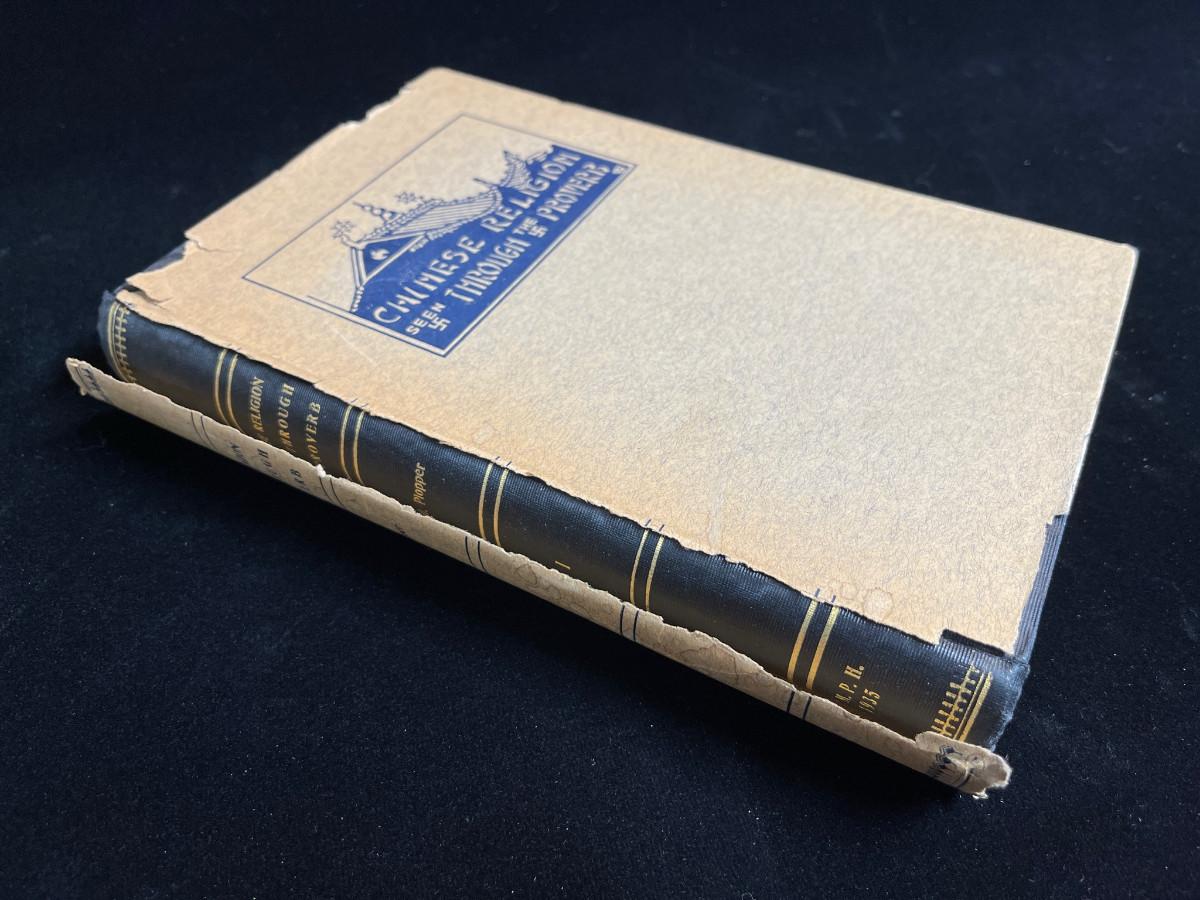 CHINESE RELIGION
SEEN THROUGH THE PROVERB
RELIGION
THROUGH
PROVERB
Plopper
I
M. P. H.
1935